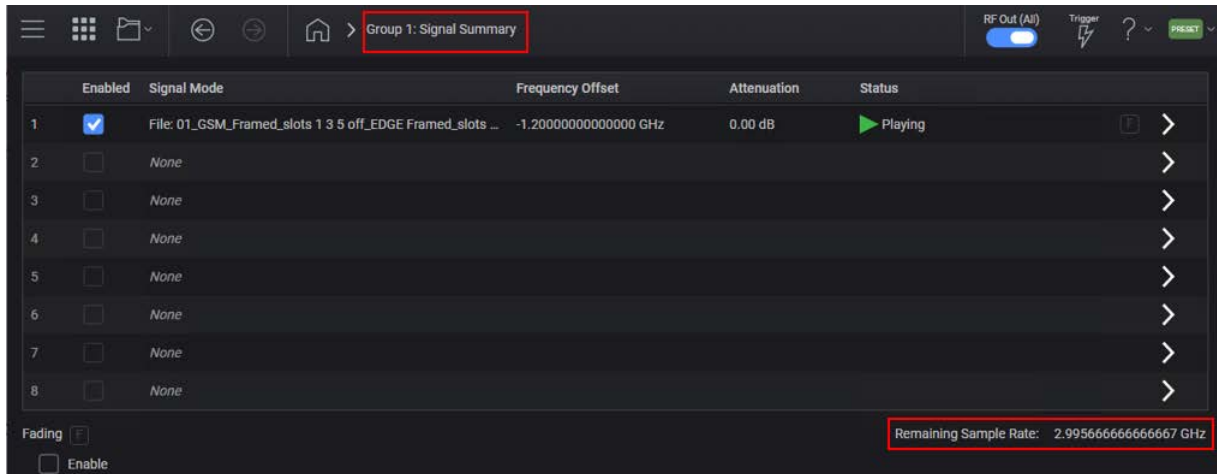 Group 1: Signal Summary
RF Out (All)
Trigger
?
PRESET
Enabled Signal Mode Frequency Offset Attenuation Status
1 File: 01_GSM_Framed_slots 1 3 5 off_EDGE Framed_slots ... -1.20000000000000 GHz 0.00 dB Playing F
2 None
3 None
4 None
5 None
6 None
7 None
8 None
Fading F
Remaining Sample Rate: 2.995666666666667 GHz
Enable